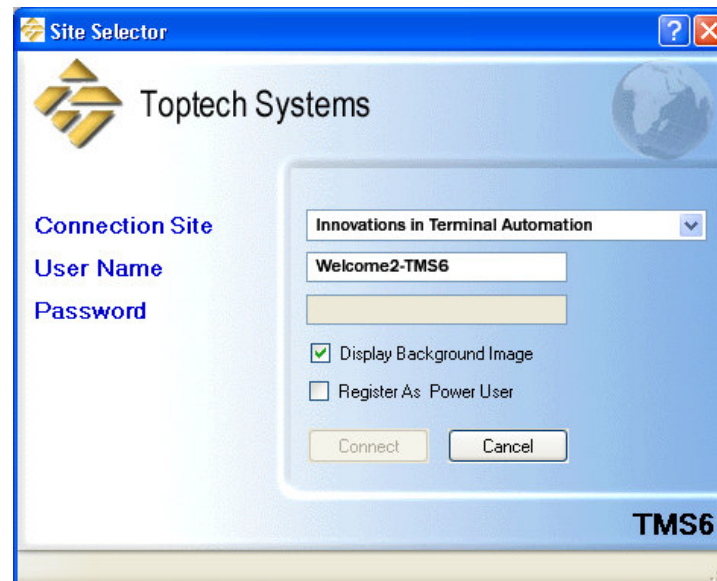 Site Selector
Toptech Systems
Connection Site
Innovations in Terminal Automation
User Name
Welcome2-TMS6
Password
Display Background Image
Register As Power User
Connect
Cancel
TMS6